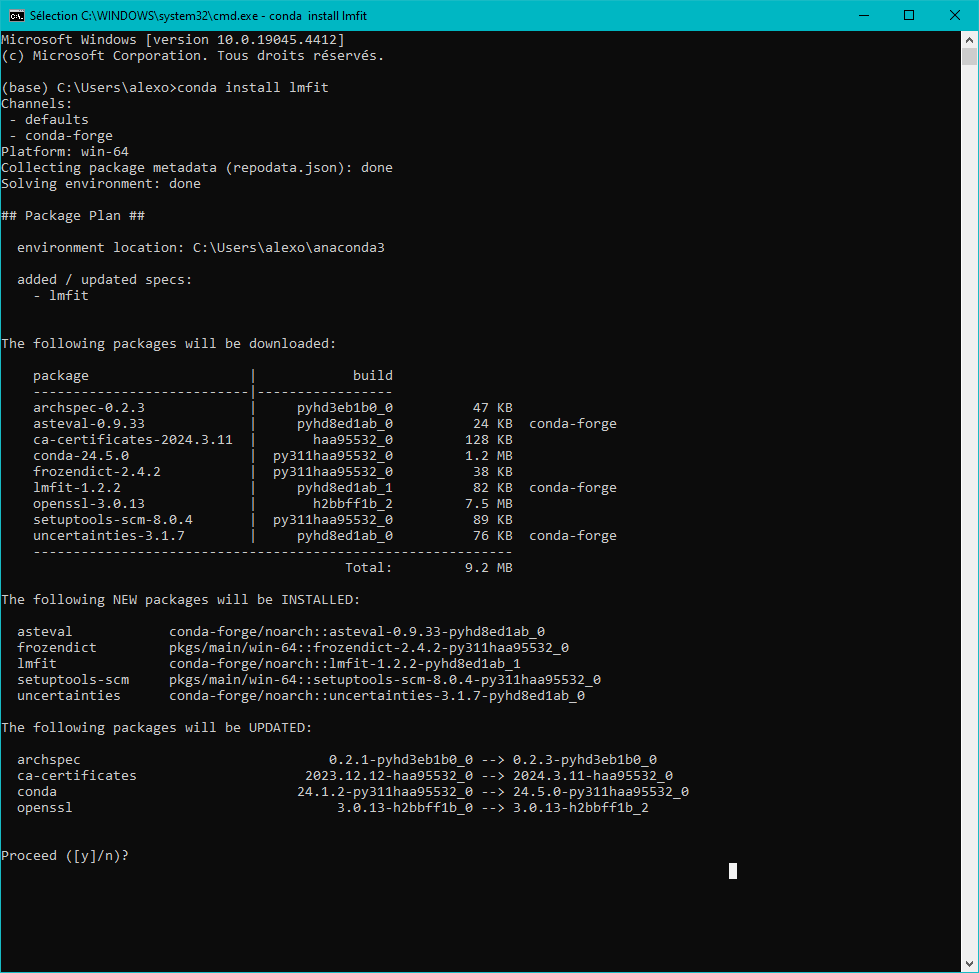 Sélection C:\WINDOWS\system32\cmd.exe - conda  install lmfit
Microsoft Windows [version 10.0.19045.4412]
(c) Microsoft Corporation. Tous droits réservés.
(base) C:\Users\alexo>conda install lmfit
Channels:
 - defaults
 - conda-forge
Platform: win-64
Collecting package metadata (repodata.json): done
Solving environment: done
## Package Plan ##
  environment location: C:\Users\alexo\anaconda3
  added / updated specs:
    - lmfit
The following packages will be downloaded:
    package                    |            build
    ---------------------------|-----------------
    archspec-0.2.3             |     pyhd3eb1b0_0          47 KB
    asteval-0.9.33             |     pyhd8ed1ab_0          24 KB  conda-forge
    ca-certificates-2024.3.11  |       haa95532_0         128 KB
    conda-24.5.0               |  py311haa95532_0         1.2 MB
    frozendict-2.4.2           |  py311haa95532_0          38 KB
    lmfit-1.2.2                |     pyhd8ed1ab_1          82 KB  conda-forge
    openssl-3.0.13             |       h2bbff1b_2         7.5 MB
    setuptools-scm-8.0.4       |  py311haa95532_0          89 KB
    uncertainties-3.1.7        |     pyhd8ed1ab_0          76 KB  conda-forge
    ------------------------------------------------------------
                                           Total:         9.2 MB
The following NEW packages will be INSTALLED:
  asteval            conda-forge/noarch::asteval-0.9.33-pyhd8ed1ab_0
  frozendict         pkgs/main/win-64::frozendict-2.4.2-py311haa95532_0
  lmfit              conda-forge/noarch::lmfit-1.2.2-pyhd8ed1ab_1
  setuptools-scm     pkgs/main/win-64::setuptools-scm-8.0.4-py311haa95532_0
  uncertainties      conda-forge/noarch::uncertainties-3.1.7-pyhd8ed1ab_0
The following packages will be UPDATED:
  archspec                               0.2.1-pyhd3eb1b0_0 --> 0.2.3-pyhd3eb1b0_0
  ca-certificates                     2023.12.12-haa95532_0 --> 2024.3.11-haa95532_0
  conda                              24.1.2-py311haa95532_0 --> 24.5.0-py311haa95532_0
  openssl                                 3.0.13-h2bbff1b_0 --> 3.0.13-h2bbff1b_2
Proceed ([y]/n)?